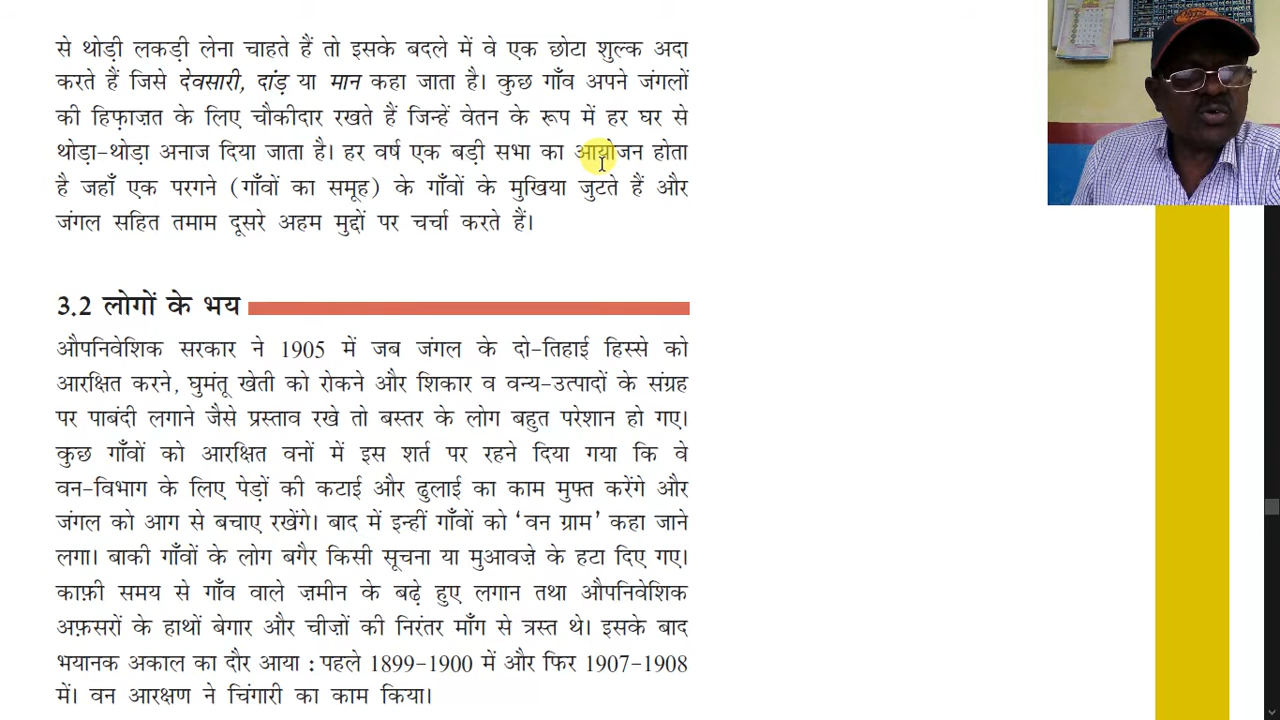 से थोड़ी लकड़ी लेना चाहते हैं तो इसके बदले में वे एक छोटा शुल्क अदा
करते हैं जिसे देवसारी, दांड़ या मान कहा जाता है। कुछ गाँव अपने जंगलों
की हिफ़ाज़त के लिए चौकीदार रखते हैं जिन्हें वेतन के रूप में हर घर से
थोड़ा-थोड़ा अनाज दिया जाता है। हर वर्ष एक बड़ी सभा का आयोजन होता
है जहाँ एक परगने (गाँवों का समूह) के गाँवों के मुखिया जुटते हैं और
जंगल सहित तमाम दूसरे अहम मुद्दों पर चर्चा करते हैं।
3.2 लोगों के भय
औपनिवेशिक सरकार ने 1905 में जब जंगल के दो-तिहाई हिस्से को
आरक्षित करने, घुमंतू खेती को रोकने और शिकार व वन्य-उत्पादों के संग्रह
पर पाबंदी लगाने जैसे प्रस्ताव रखे तो बस्तर के लोग बहुत परेशान हो गए।
कुछ गाँवों को आरक्षित वनों में इस शर्त पर रहने दिया गया कि वे
वन-विभाग के लिए पेड़ों की कटाई और ढुलाई का काम मुफ्त करेंगे और
जंगल को आग से बचाए रखेंगे। बाद में इन्हीं गाँवों को ‘वन ग्राम’ कहा जाने
लगा। बाकी गाँवों के लोग बगैर किसी सूचना या मुआवज़े के हटा दिए गए।
काफ़ी समय से गाँव वाले ज़मीन के बढ़े हुए लगान तथा औपनिवेशिक
अफ़सरों के हाथों बेगार और चीज़ों की निरंतर माँग से त्रस्त थे। इसके बाद
भयानक अकाल का दौर आया : पहले 1899-1900 में और फिर 1907-1908
में। वन आरक्षण ने चिंगारी का काम किया।